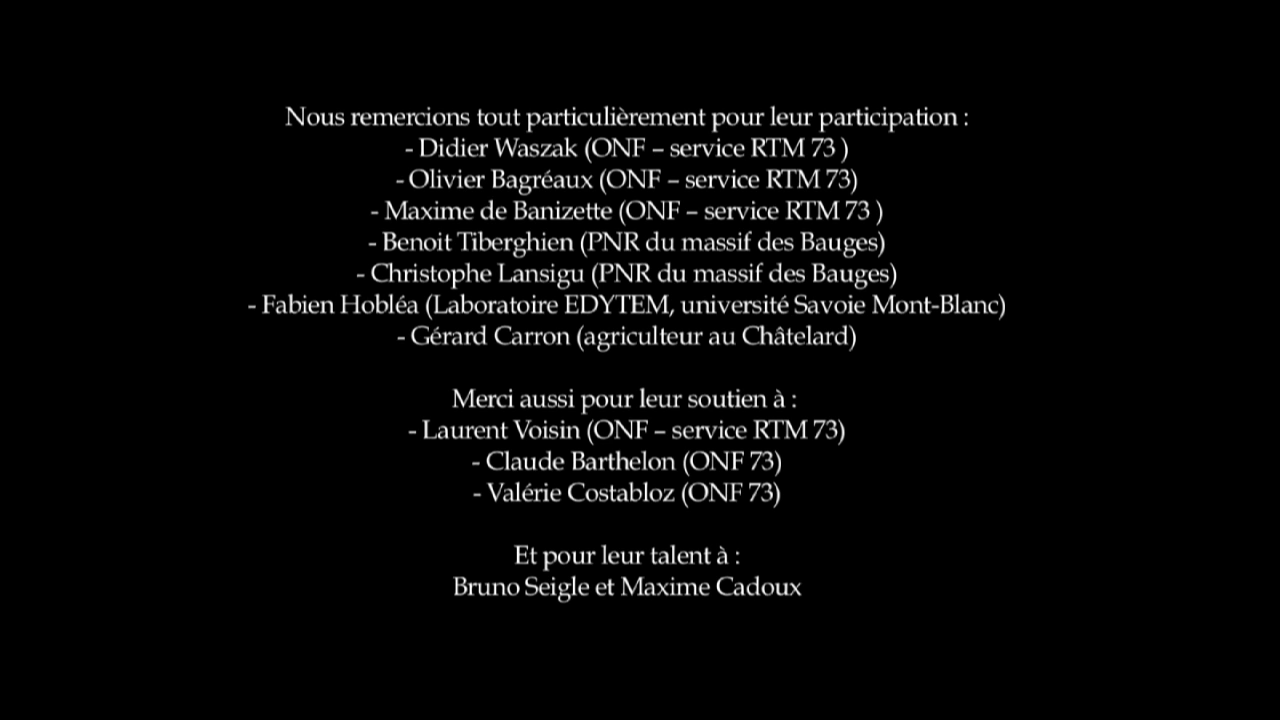 Nous remercions tout particulièrement pour leur participation :
- Didier Waszak (ONF – service RTM 73 )
- Olivier Bagréaux (ONF – service RTM 73)
- Maxime de Banizette (ONF – service RTM 73 )
- Benoit Tiberghien (PNR du massif des Bauges)
- Christophe Lansigu (PNR du massif des Bauges)
- Fabien Hobléa (Laboratoire EDYTEM, université Savoie Mont-Blanc)
- Gérard Carron (agriculteur au Châtelard)
Merci aussi pour leur soutien à :
- Laurent Voisin (ONF – service RTM 73)
- Claude Barthelon (ONF 73)
- Valérie Costabloz (ONF 73)
Et pour leur talent à :
Bruno Seigle et Maxime Cadoux